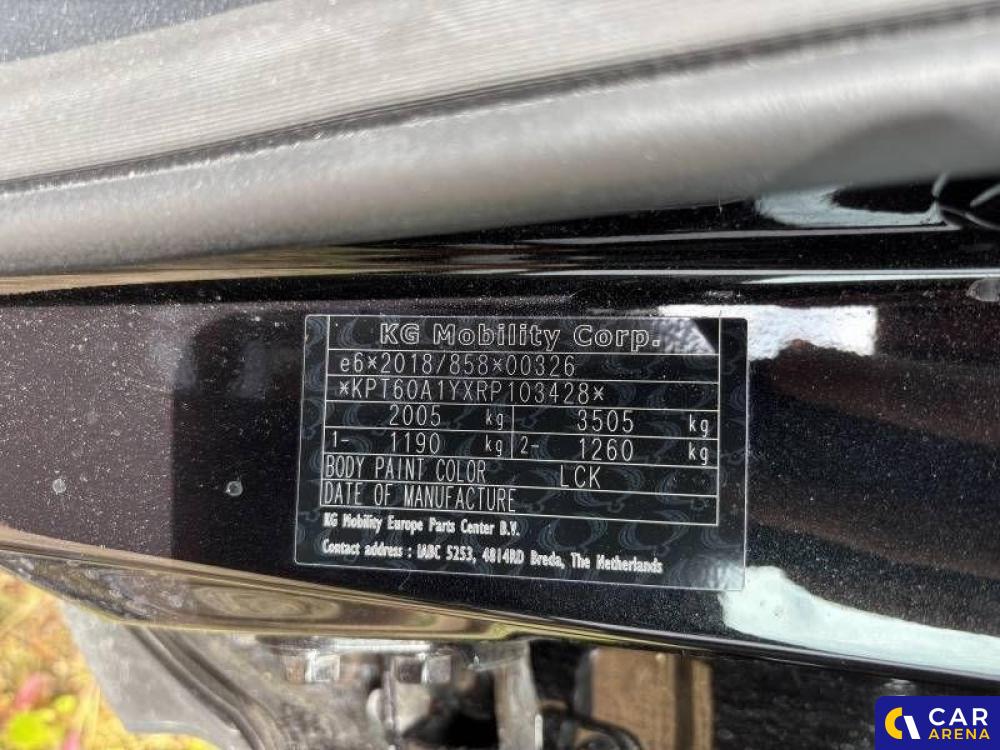 KG Mobility Corp.
e6*2018/858*00326
*KPT60A1YXRP103428*
2005 kg 3505 kg
1- 1190 kg 2- 1260 kg
BODY PAINT COLOR LCK
DATE OF MANUFACTURE
KG Mobility Europe Parts Center B.V.
Contact address : IABC 5253, 4814RD Breda, The Netherlands
CAR
ARENA